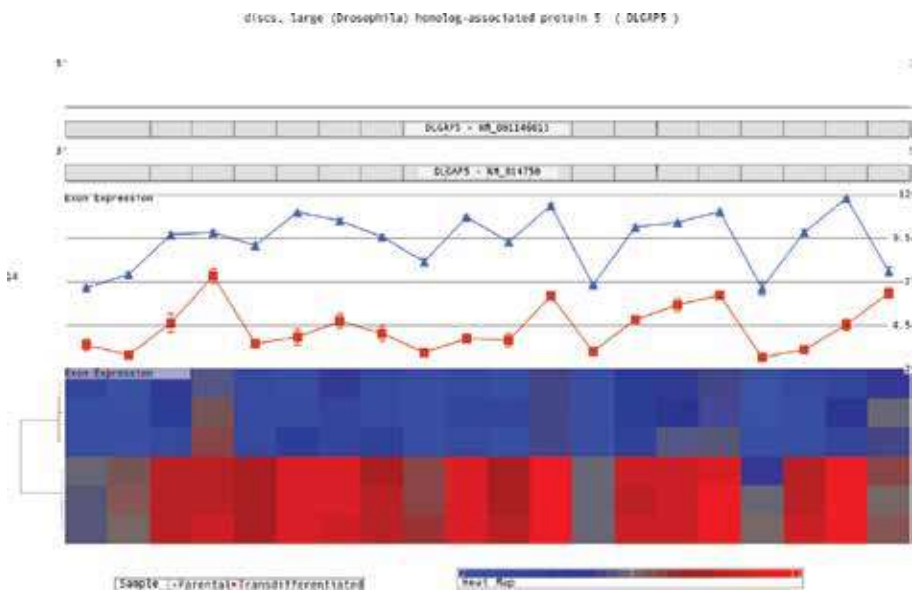 discs, large (Drosophila) homolog-associated protein 5 ( DLGAP5 )
5'
DLGAP5 - NM_001146015
3'
DLGAP5 - NM_014750
Exon Expression
12
9.5
7
14
4.5
2
Exon Expression
Sample Parental Transdifferentiated
Heat Map